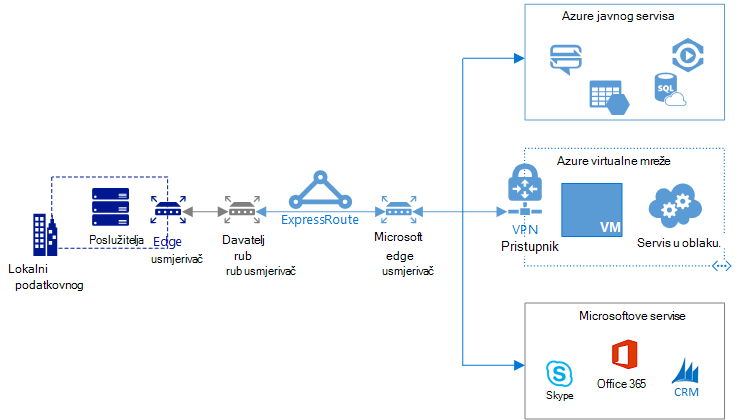 Azure javnog servisa
SQL
Azure virtualne mreže
VM
VPN
Pristupnik
Servis u oblaku.
ExpressRoute
Poslužitelja
Edge
usmjerivač
Davatelj
rub
rub usmjerivač
Microsoft
edge
usmjerivač
Lokalni
podatkovnog
Microsoftove servise
Skype
Office 365
CRM